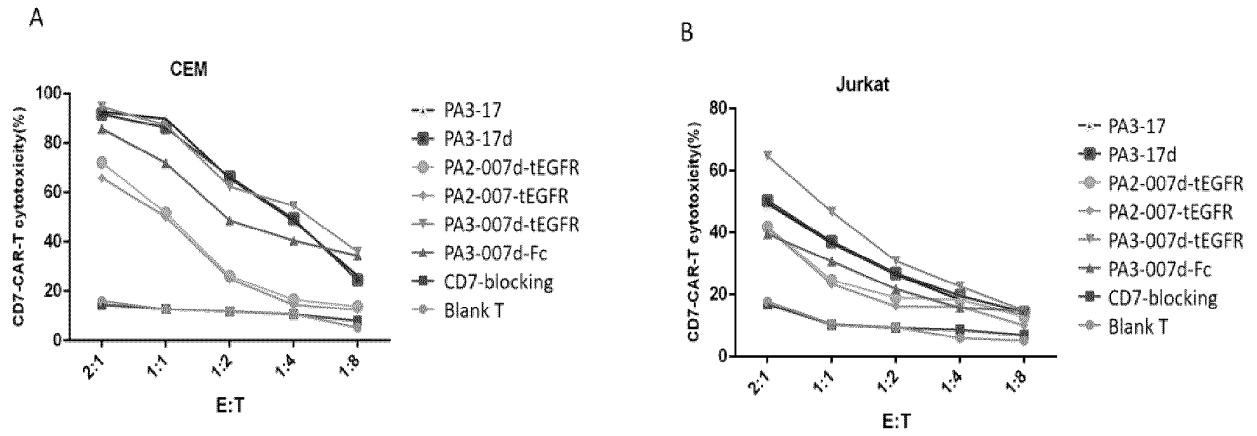 A
CEM
CD7-CAR-T cytotoxicity(%)
100
80
60
40
20
0
2:1
1:1
1:2
1:4
1:8
E:T
PA3-17
PA3-17d
PA2-007d-tEGFR
PA2-007-tEGFR
PA3-007d-tEGFR
PA3-007d-Fc
CD7-blocking
Blank T
B
Jurkat
CD7-CAR-T cytotoxicity(%)
80
60
40
20
0
2:1
1:1
1:2
1:4
1:8
E:T
PA3-17
PA3-17d
PA2-007d-tEGFR
PA2-007-tEGFR
PA3-007d-tEGFR
PA3-007d-Fc
CD7-blocking
Blank T